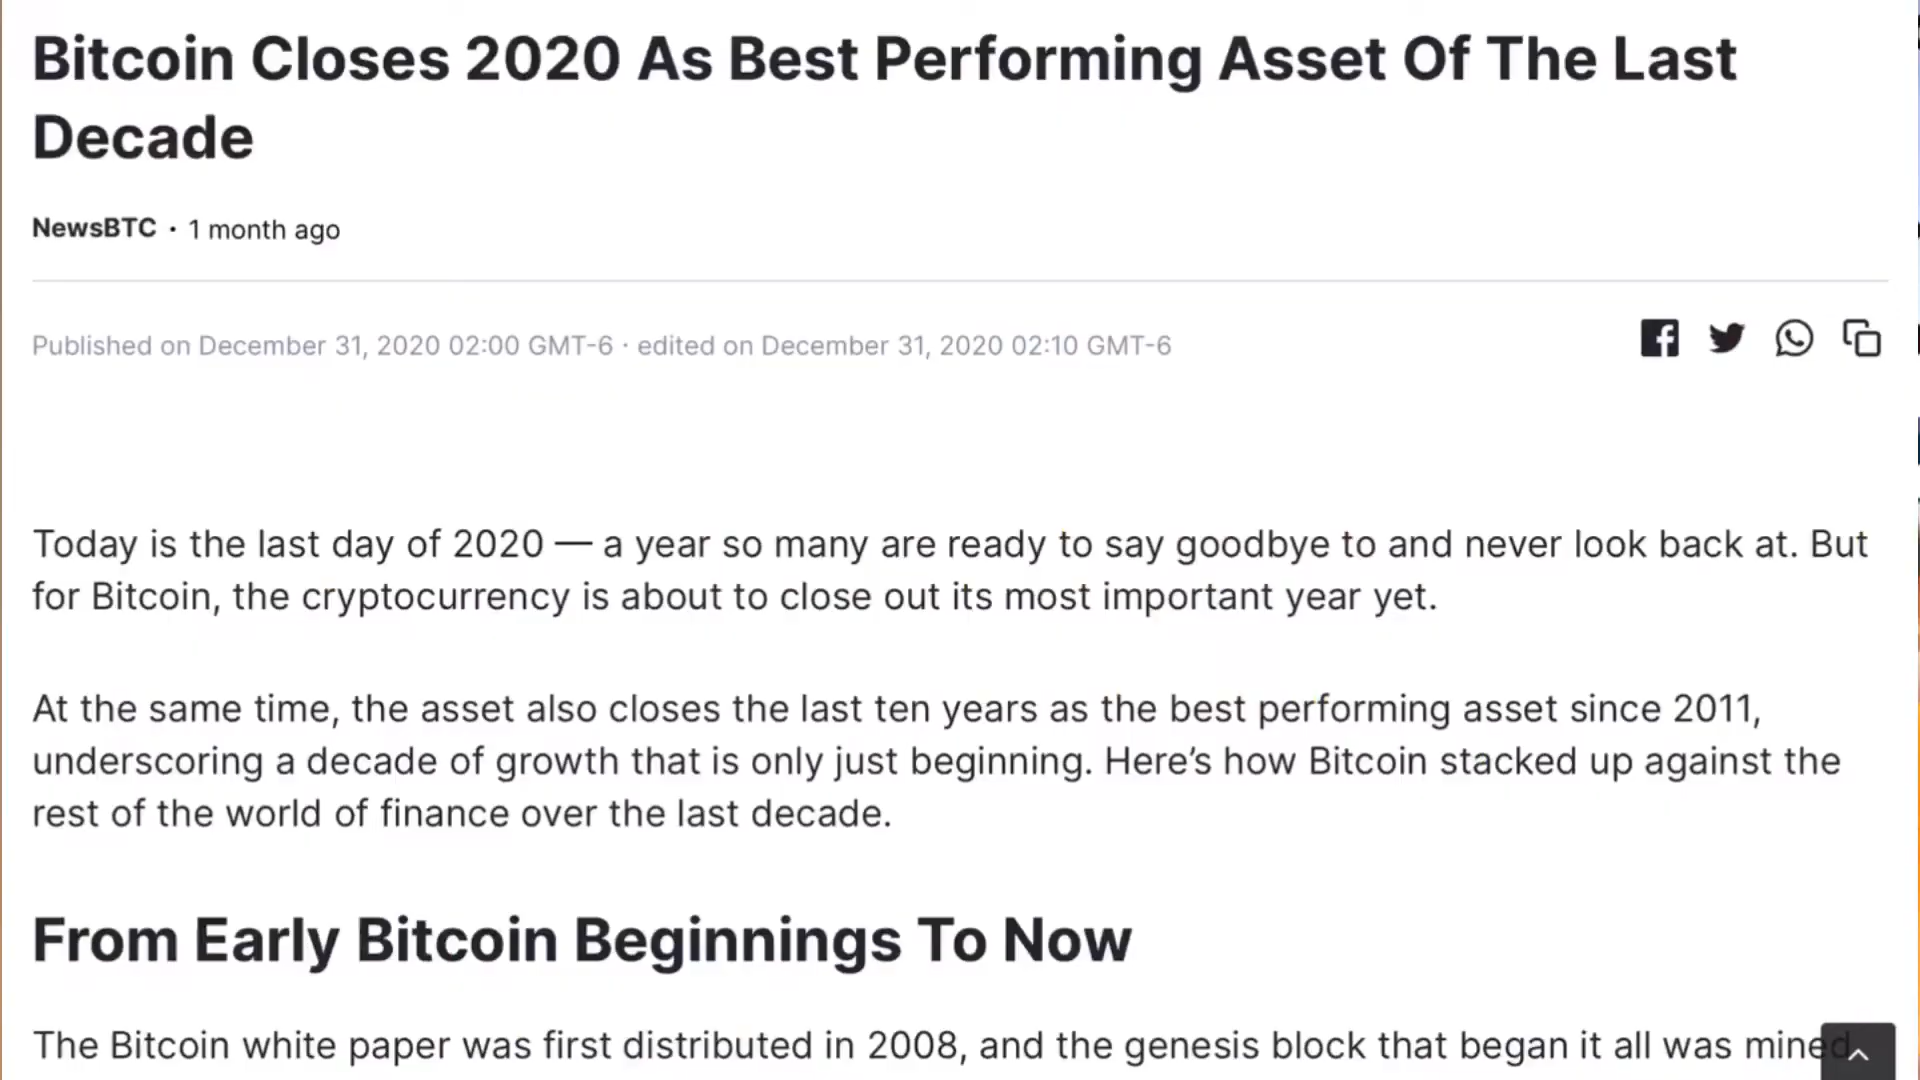 Bitcoin Closes 2020 As Best Performing Asset Of The Last
Decade
NewsBTC · 1 month ago
Published on December 31, 2020 02:00 GMT-6 · edited on December 31, 2020 02:10 GMT-6
Today is the last day of 2020 — a year so many are ready to say goodbye to and never look back at. But
for Bitcoin, the cryptocurrency is about to close out its most important year yet.
At the same time, the asset also closes the last ten years as the best performing asset since 2011,
underscoring a decade of growth that is only just beginning. Here’s how Bitcoin stacked up against the
rest of the world of finance over the last decade.
From Early Bitcoin Beginnings To Now
The Bitcoin white paper was first distributed in 2008, and the genesis block that began it all was mined